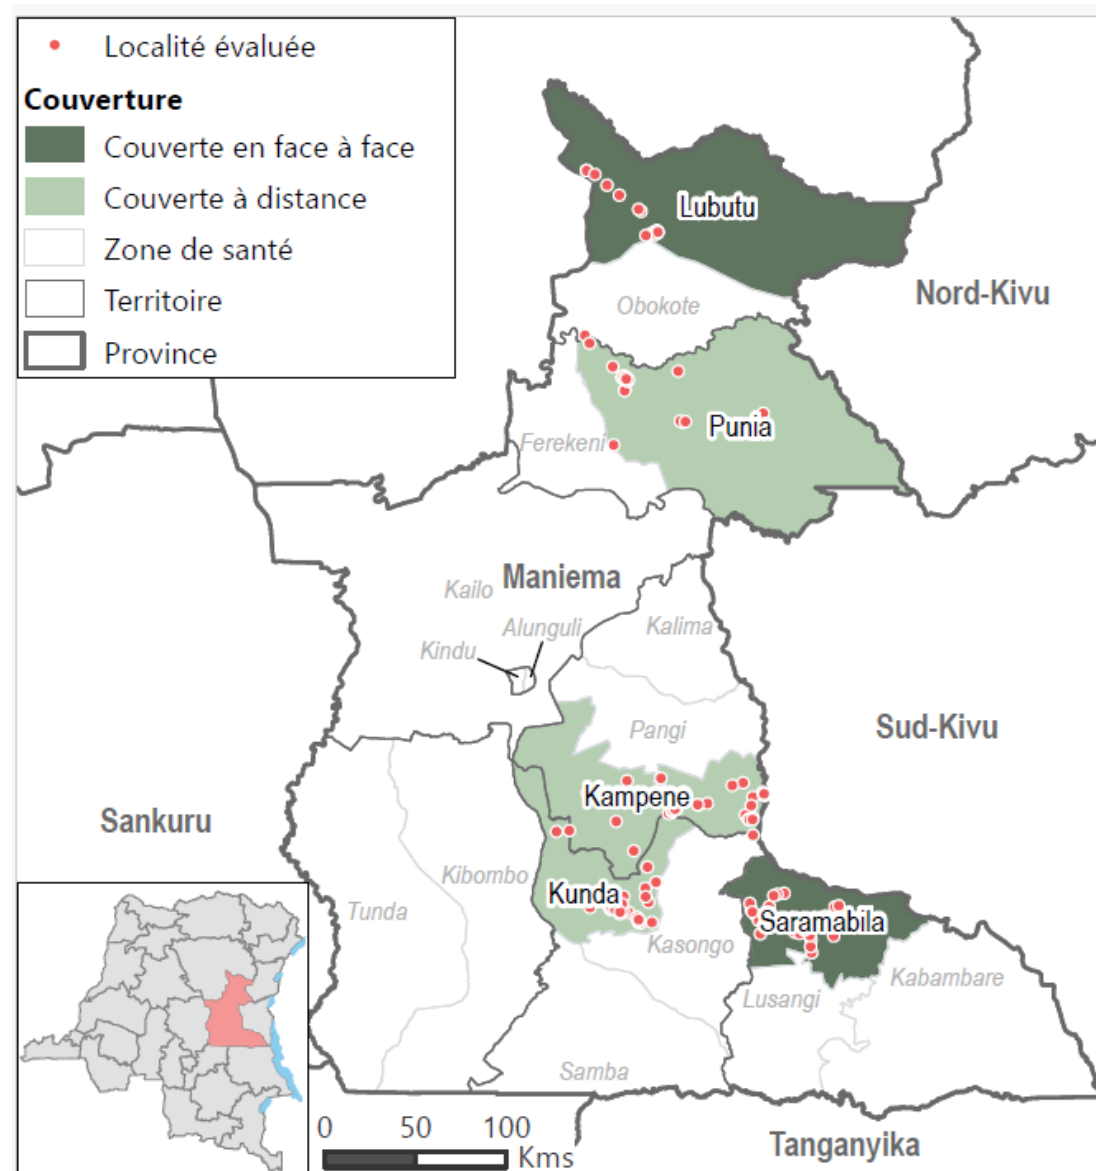 Localité évaluée
Couverture
Couverte en face à face
Couverte à distance
Zone de santé
Territoire
Province
Lubutu
Nord-Kivu
Obokote
Punia
Ferekeni
Maniema
Kailo
Alunguli
Kalima
Kindu
Pangi
Sud-Kivu
Kampene
Sankuru
Kibombo
Kunda
Tunda
Saramabila
Kasongo
Kabambare
Lusangi
Samba
0 50 100
Kms
Tanganyika